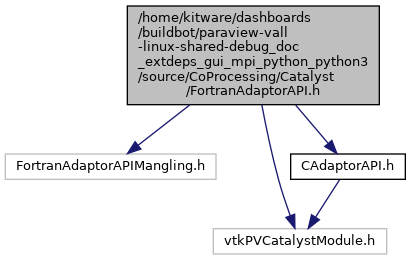 /home/kitware/dashboards
/buildbot/paraview-vall
-linux-shared-debug_doc
_extdeps_gui_mpi_python_python3
/source/CoProcessing/Catalyst
/FortranAdaptorAPI.h
FortranAdaptorAPIMangling.h
CAdaptorAPI.h
vtkPVCatalystModule.h